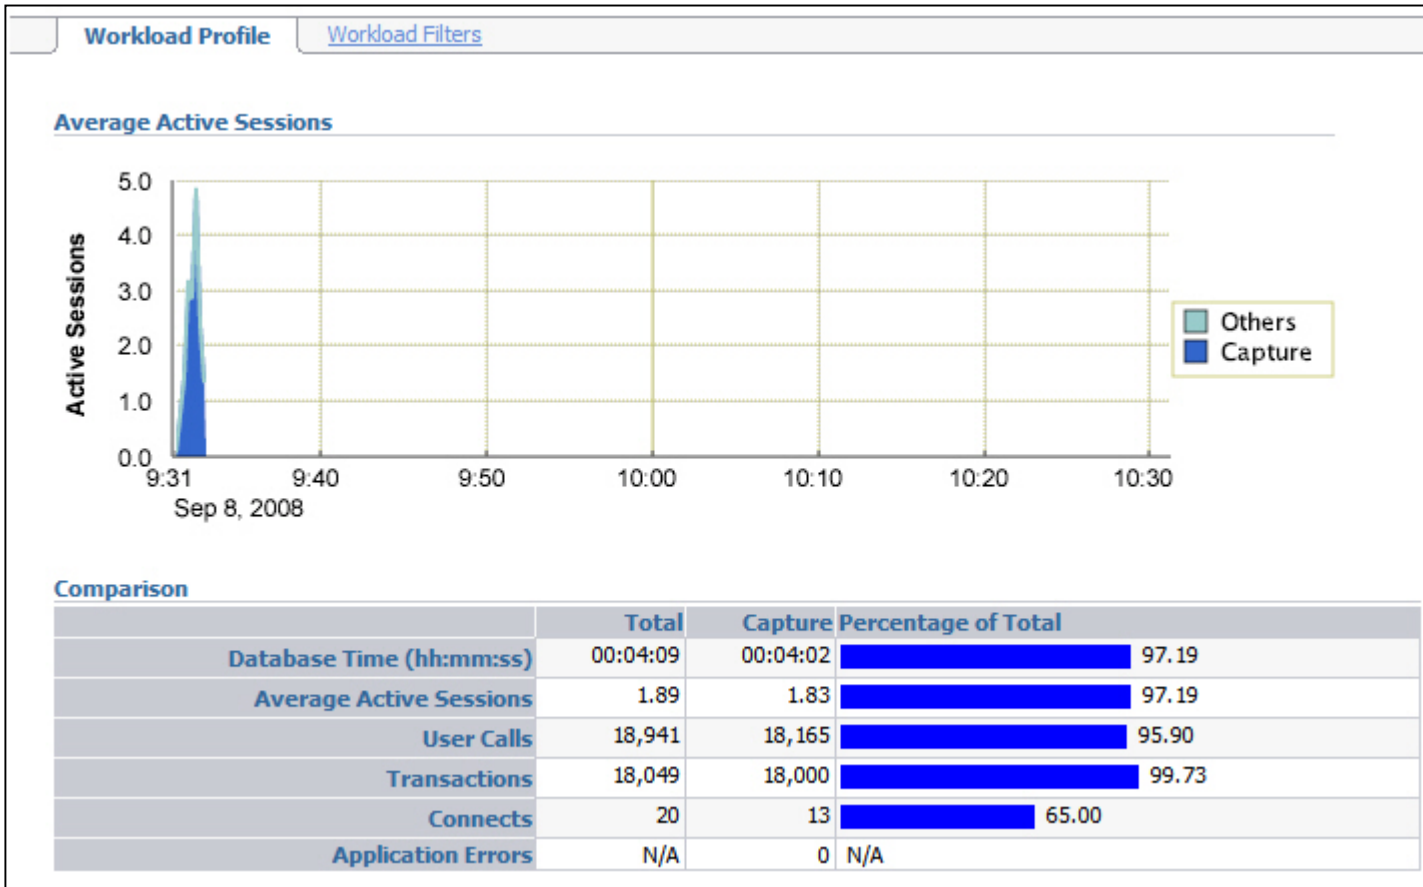 Workload Profile Workload Filters
Average Active Sessions
5.0
4.0
3.0
2.0
1.0
0.0
Active Sessions
9:31 9:40 9:50 10:00 10:10 10:20 10:30
Sep 8, 2008
Others
Capture
Comparison
Total Capture Percentage of Total
Database Time (hh:mm:ss) 00:04:09 00:04:02 97.19
Average Active Sessions 1.89 1.83 97.19
User Calls 18,941 18,165 95.90
Transactions 18,049 18,000 99.73
Connects 20 13 65.00
Application Errors N/A 0 N/A